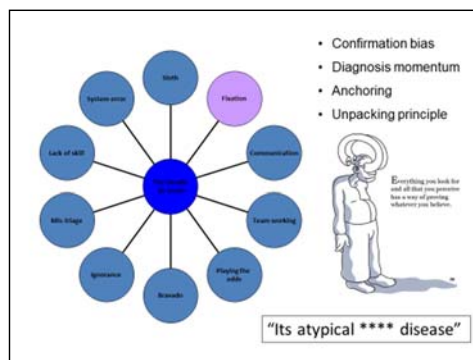 Sloth
Fixation
Communication
Team working
Playing the odds
Bravado
Ignorance
Mis triage
Lack of skill
System error
• Confirmation bias
• Diagnosis momentum
• Anchoring
• Unpacking principle
Everything you look for
and all that you perceive
has a way of proving
whatever you believe.
"Its atypical **** disease"